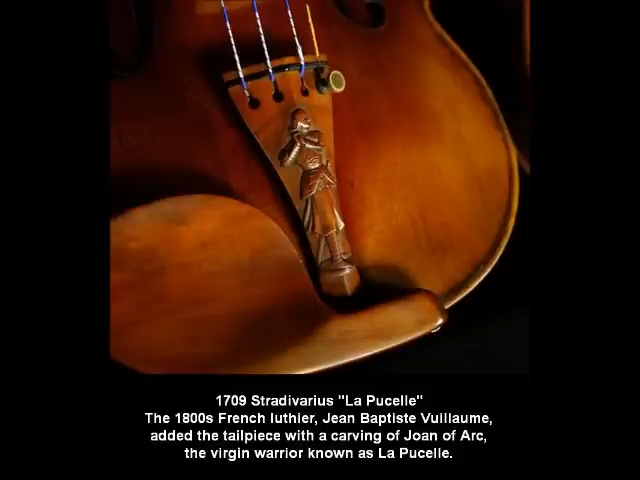 1709 Stradivarius "La Pucelle"
The 1800s French luthier, Jean Baptiste Vuillaume,
added the tailpiece with a carving of Joan of Arc,
the virgin warrior known as La Pucelle.